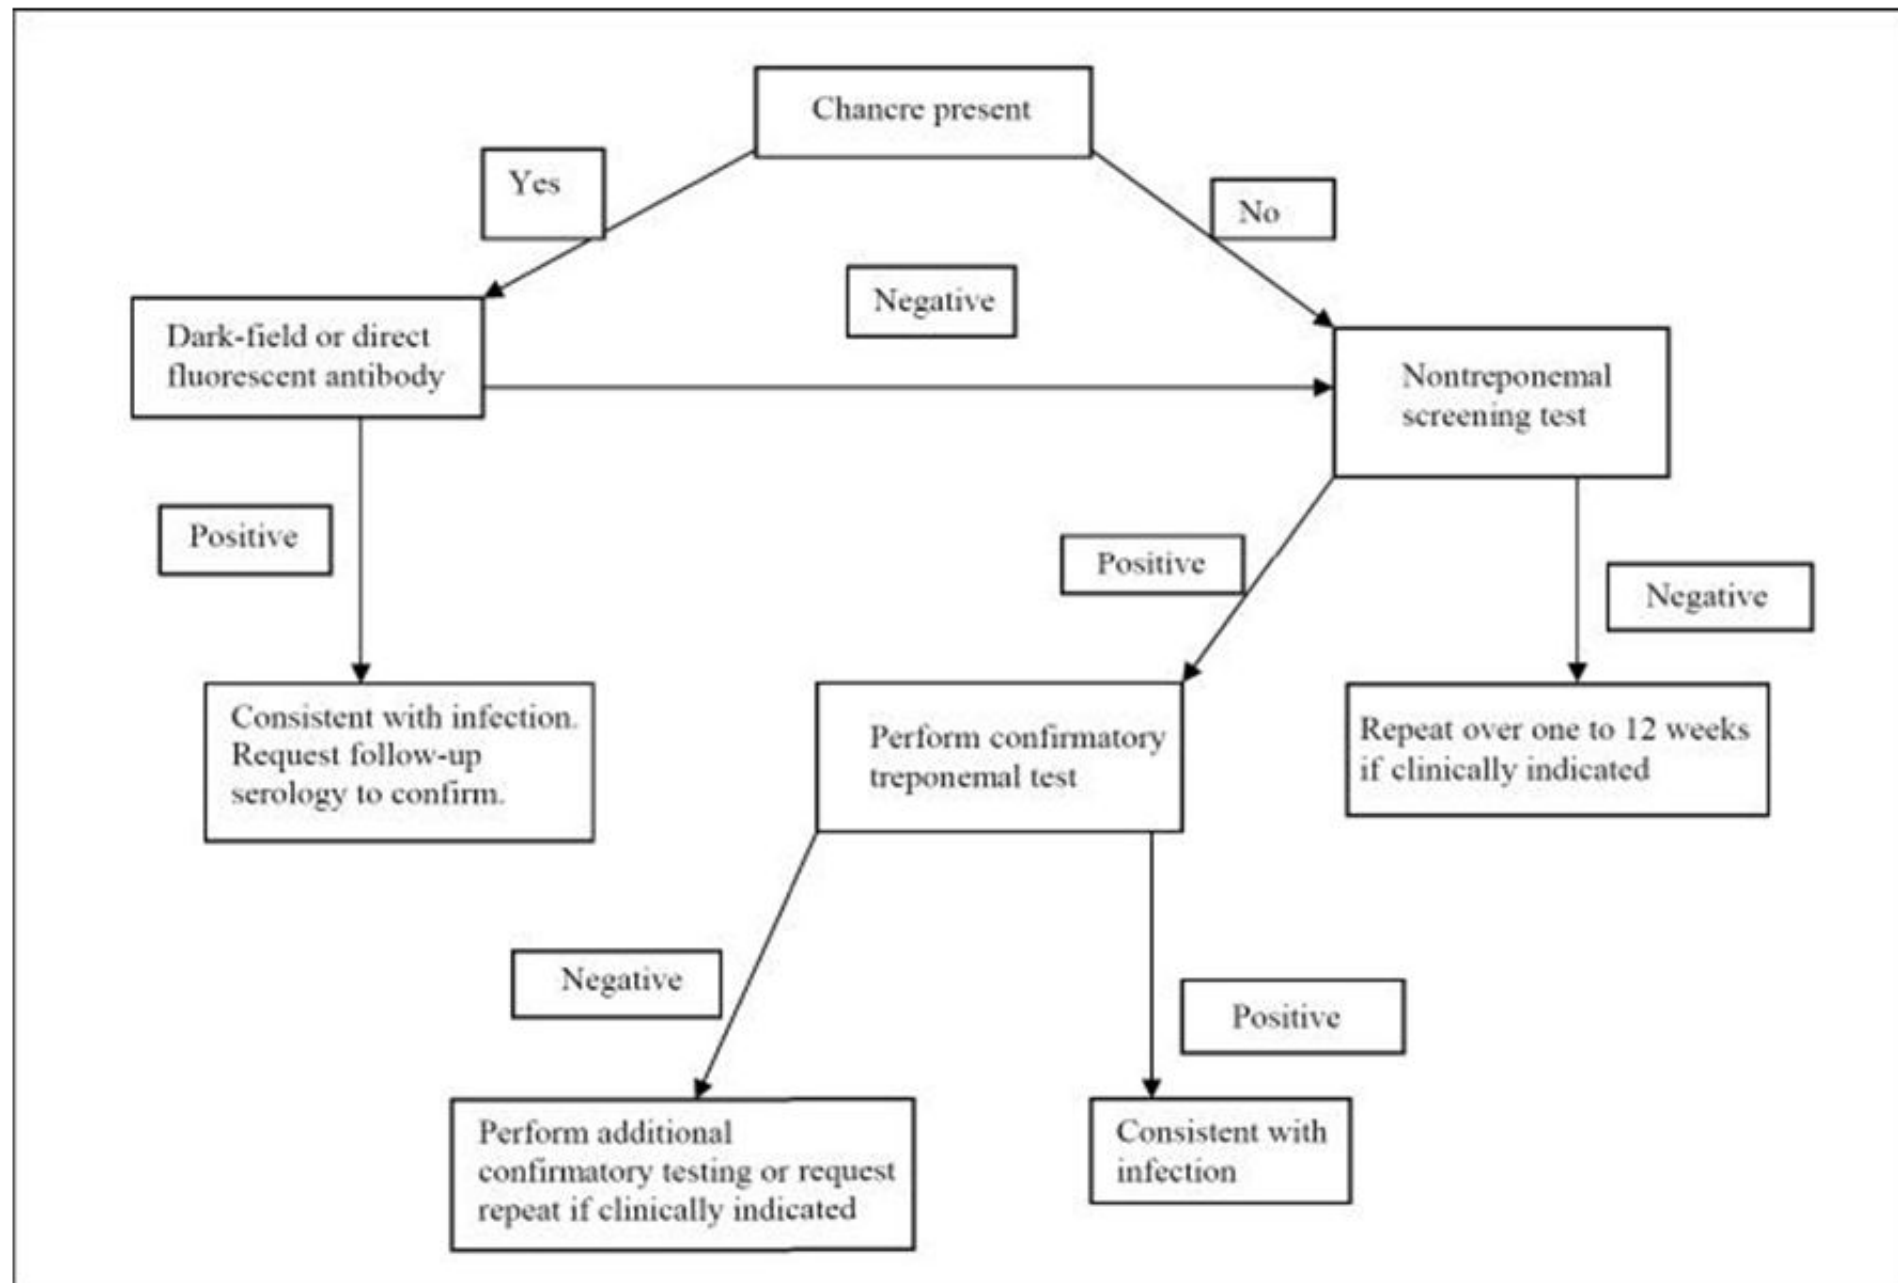 Chancre present
Yes
No
Negative
Dark-field or direct
fluorescent antibody
Nontreponemal
screening test
Positive
Positive
Negative
Consistent with infection.
Request follow-up
serology to confirm.
Perform confirmatory
treponemal test
Repeat over one to 12 weeks
if clinically indicated
Negative
Positive
Perform additional
confirmatory testing or request
repeat if clinically indicated
Consistent with
infection